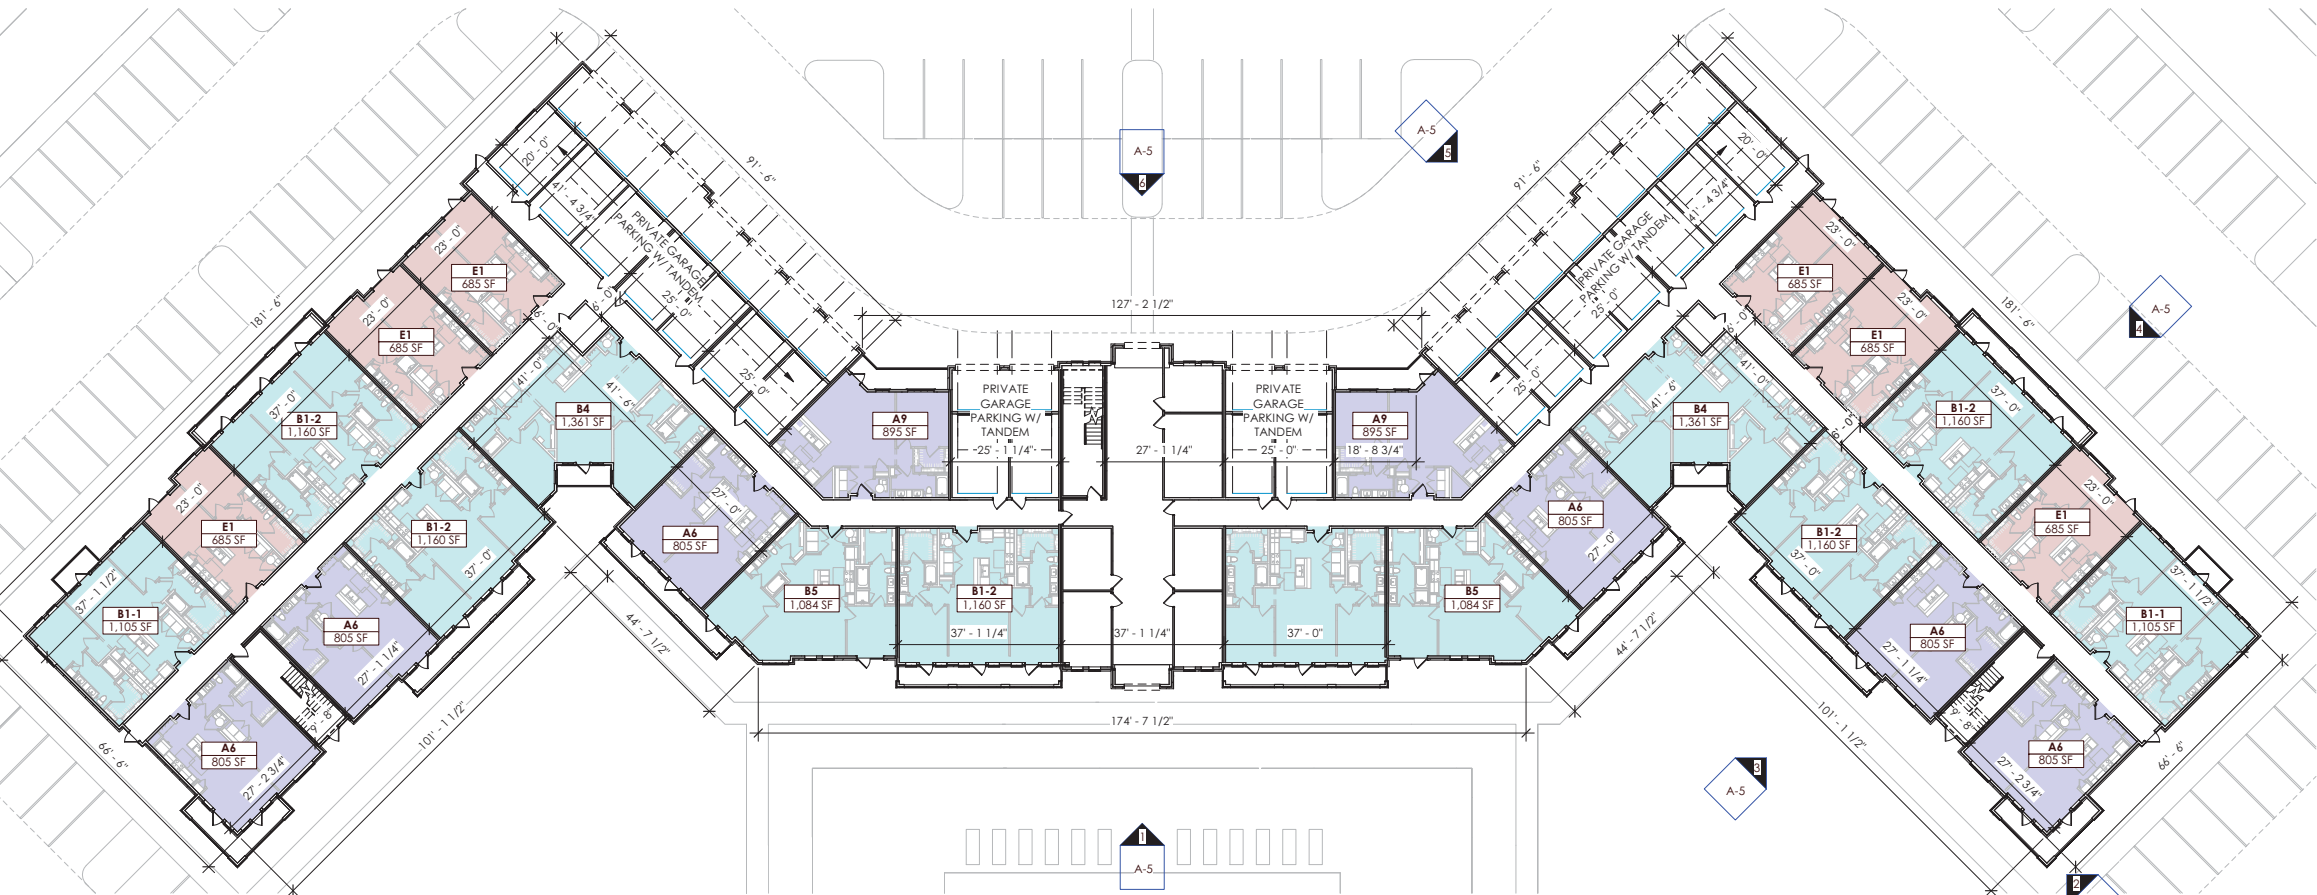 A-5
6
A-5
5
A-5
4
A-5
3
A-5
1
2
91' - 6"
91' - 6"
181' - 6"
181' - 6"
127' - 2 1/2"
174' - 7 1/2"
44' - 7 1/2"
44' - 7 1/2"
101' - 1 1/2"
101' - 1 1/2"
66' - 6"
66' - 6"
20' - 0"
41' - 4 3/4"
PRIVATE GARAGE
PARKING W/ TANDEM
25' - 0"
25' - 0"
23' - 0"
E1
685 SF
23' - 0"
E1
685 SF
6' - 0"
6' - 0"
37' - 0"
B1-2
1,160 SF
23' - 0"
E1
685 SF
37' - 1 1/2"
B1-1
1,105 SF
41' - 0"
41' - 6"
B4
1,361 SF
B1-2
1,160 SF
37' - 0"
A6
805 SF
27' - 1 1/4"
9' - 8"
A6
805 SF
27' - 2 3/4"
27' - 0"
A6
805 SF
A9
895 SF
B5
1,084 SF
B1-2
1,160 SF
37' - 1 1/4"
PRIVATE
GARAGE
PARKING W/
TANDEM
25' - 1 1/4"
27' - 1 1/4"
37' - 1 1/4"
PRIVATE
GARAGE
PARKING W/
TANDEM
25' - 0"
37' - 0"
A9
895 SF
18' - 8 3/4"
B5
1,084 SF
A6
805 SF
27' - 0"
20' - 0"
41' - 4 3/4"
PRIVATE GARAGE
PARKING W/ TANDEM
25' - 0"
25' - 0"
23' - 0"
E1
685 SF
23' - 0"
E1
685 SF
6' - 0"
6' - 0"
41' - 0"
41' - 6"
B4
1,361 SF
37' - 0"
B1-2
1,160 SF
B1-2
1,160 SF
37' - 0"
23' - 0"
E1
685 SF
37' - 1 1/2"
B1-1
1,105 SF
A6
805 SF
27' - 1 1/4"
9' - 8"
A6
805 SF
27' - 2 3/4"